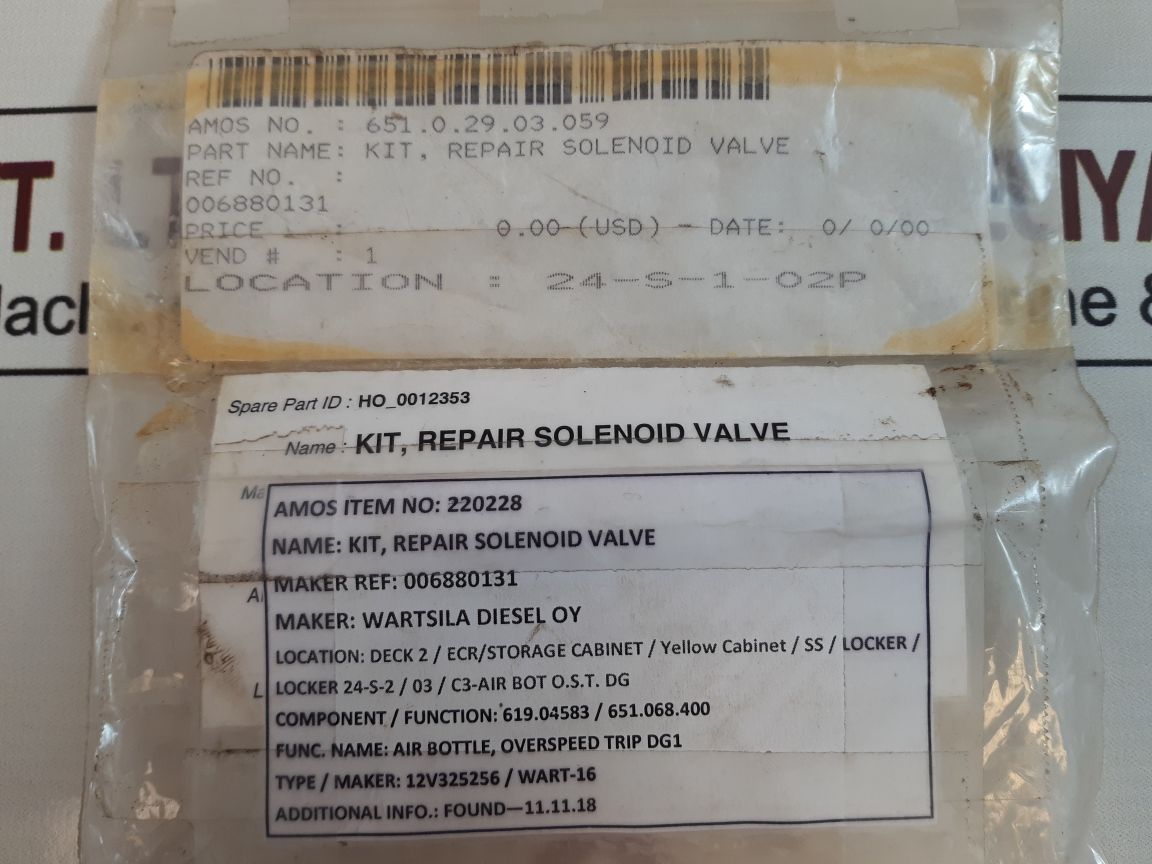 AMOS NO. : 651.0.29.03.059
PART NAME: KIT, REPAIR SOLENOID VALVE
REF NO. :
006880131
PRICE : 0.00 (USD) - DATE: 0/ 0/00
VEND # : 1
LOCATION : 24-S-1-02P
Spare Part ID : HO_0012353
Name : KIT, REPAIR SOLENOID VALVE
AMOS ITEM NO: 220228
NAME: KIT, REPAIR SOLENOID VALVE
MAKER REF: 006880131
MAKER: WARTSILA DIESEL OY
LOCATION: DECK 2 / ECR/STORAGE CABINET / Yellow Cabinet / SS / LOCKER /
LOCKER 24-S-2 / 03 / C3-AIR BOT O.S.T. DG
COMPONENT / FUNCTION: 619.04583 / 651.068.400
FUNC. NAME: AIR BOTTLE, OVERSPEED TRIP DG1
TYPE / MAKER: 12V325256 / WART-16
ADDITIONAL INFO.: FOUND—11.11.18